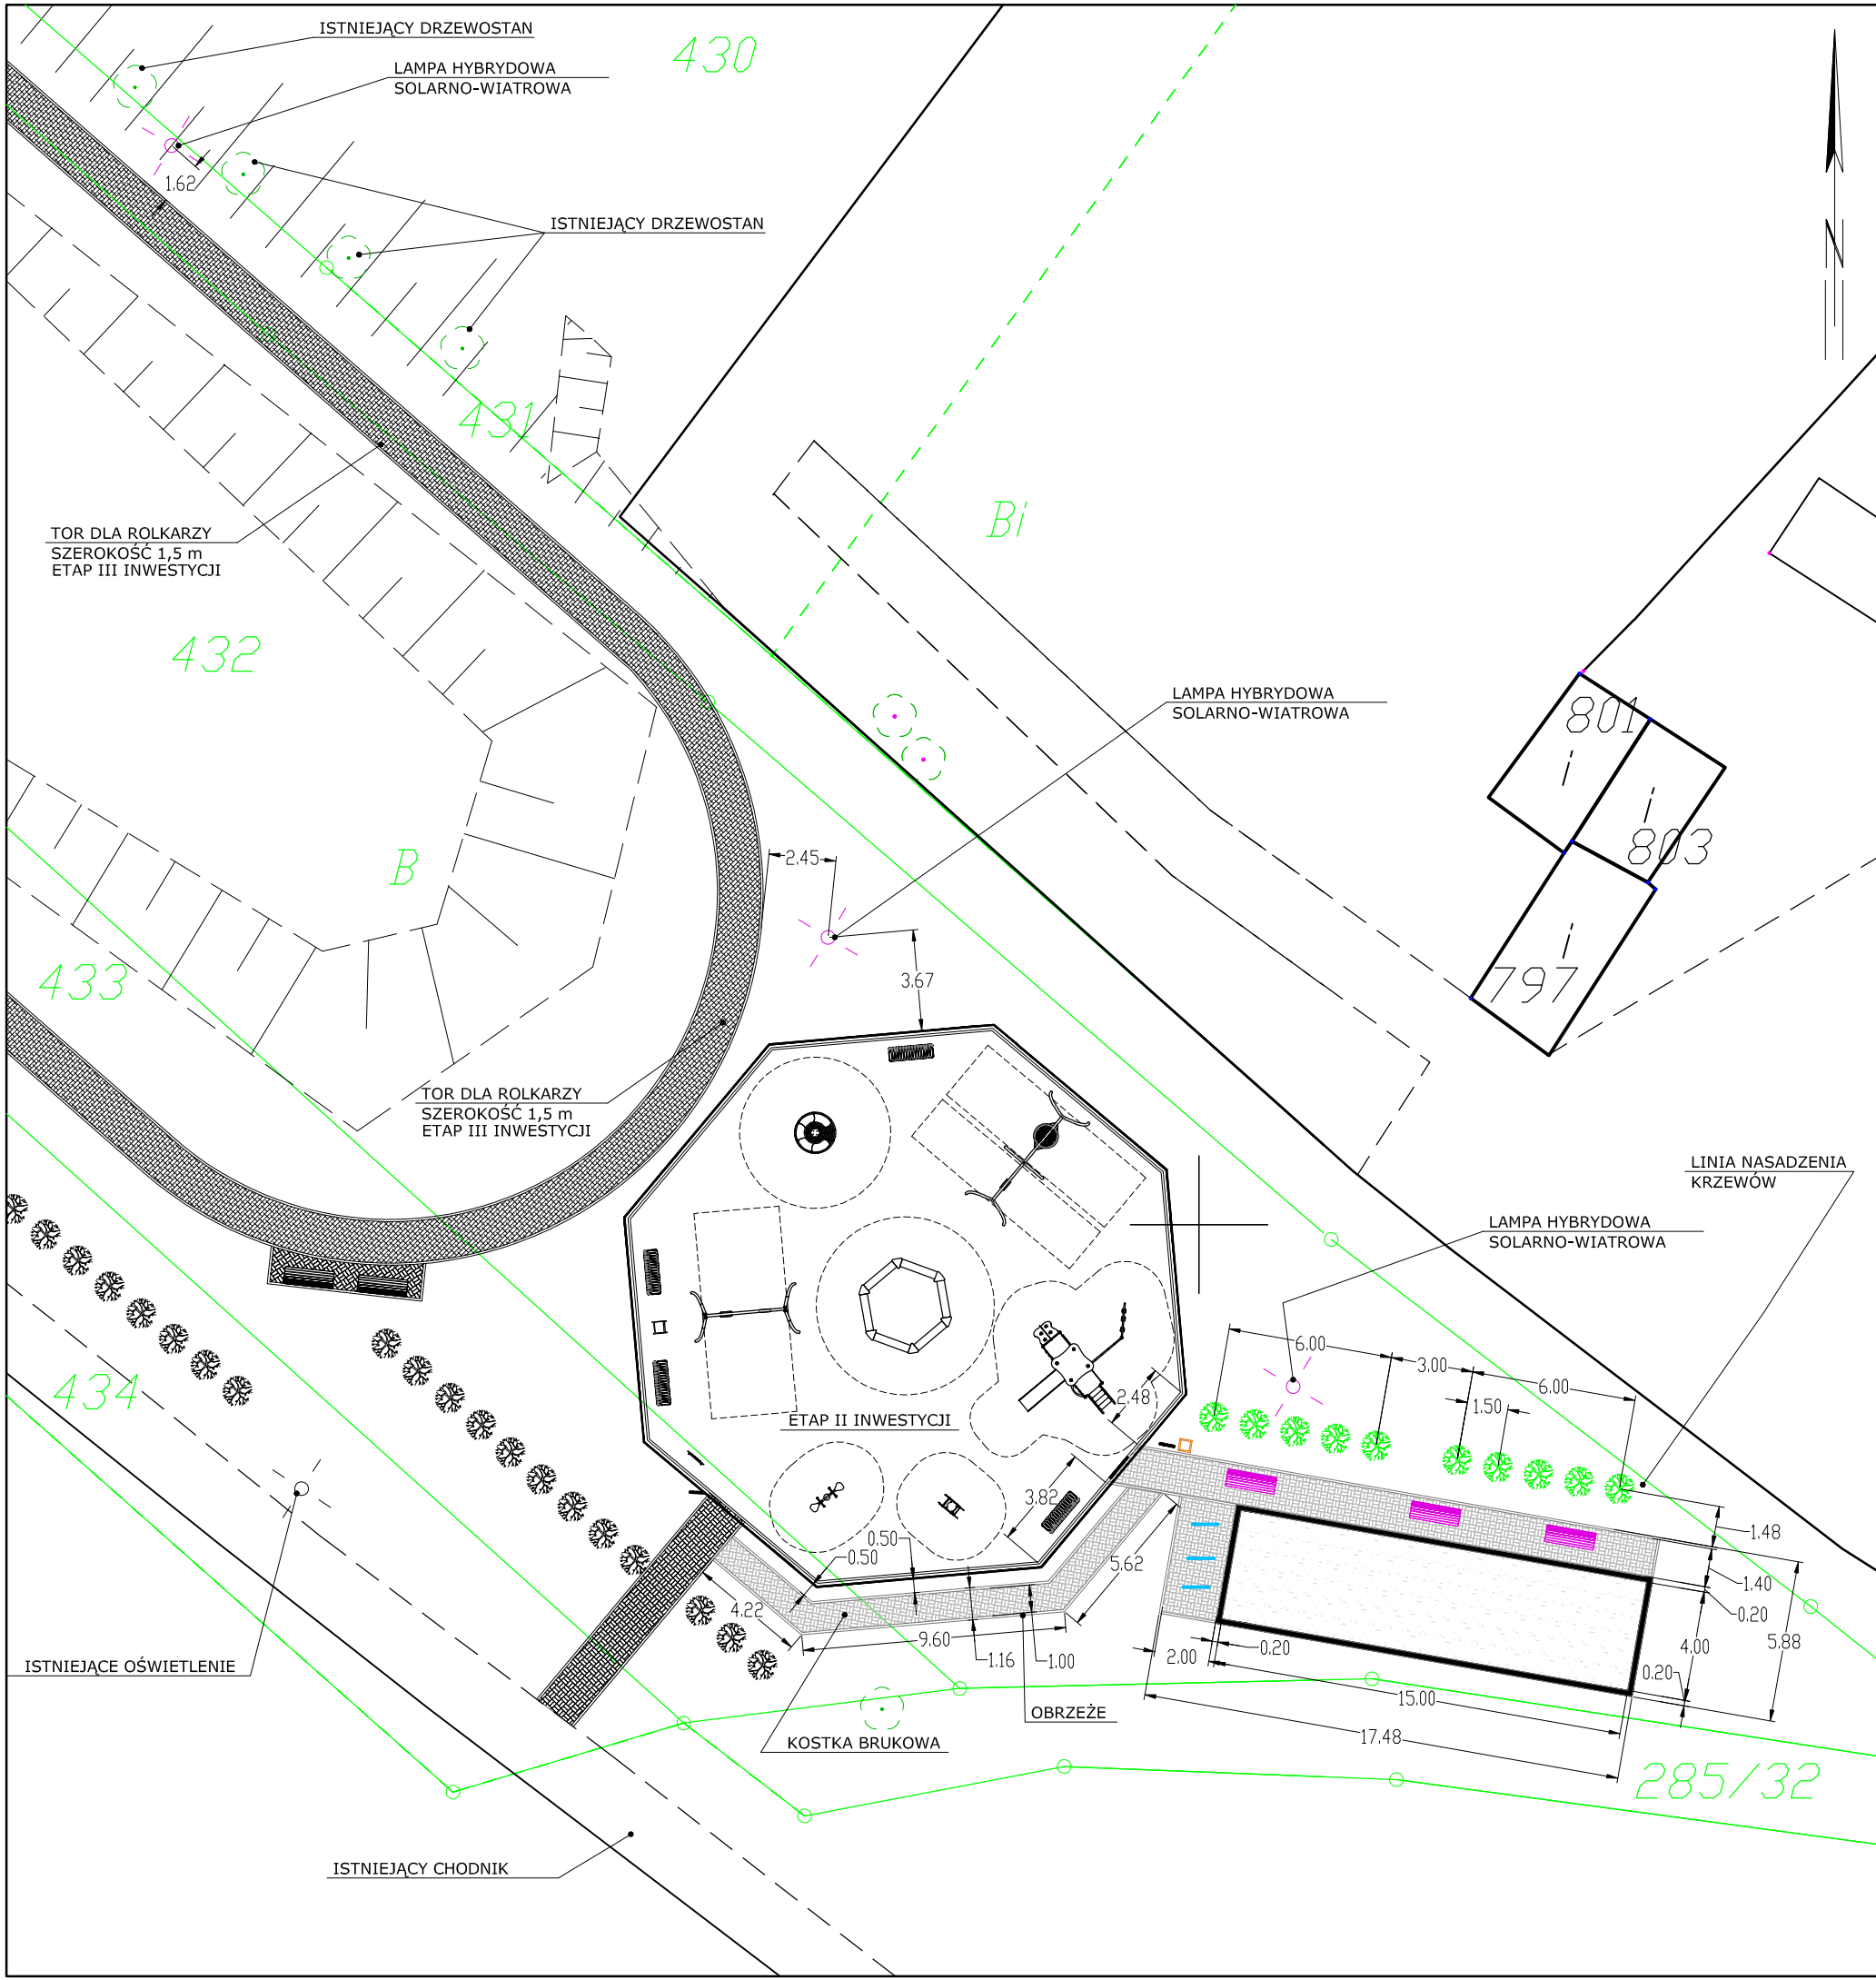 ISTNIEJĄCY DRZEWOSTAN
430
LAMPA HYBRYDOWA
SOLARNO-WIATROWA
1.62
ISTNIEJĄCY DRZEWOSTAN
N
431
Bi
TOR DLA ROLKARZY
SZEROKOŚĆ 1,5 m
ETAP III INWESTYCJI
432
LAMPA HYBRYDOWA
SOLARNO-WIATROWA
801
i
803
B
2.45
433
3.67
i
797
TOR DLA ROLKARZY
SZEROKOŚĆ 1,5 m
ETAP III INWESTYCJI
LINIA NASADZENIA
KRZEWÓW
LAMPA HYBRYDOWA
SOLARNO-WIATROWA
6.00
3.00
6.00
1.50
434
2.48
ETAP II INWESTYCJI
3.82
0.50
0.50
5.62
1.48
1.40
0.20
4.22
9.60
1.16
1.00
2.00
0.20
4.00
5.88
0.20
15.00
17.48
ISTNIEJĄCE OŚWIETLENIE
OBRZEŻE
KOSTKA BRUKOWA
285/32
ISTNIEJĄCY CHODNIK